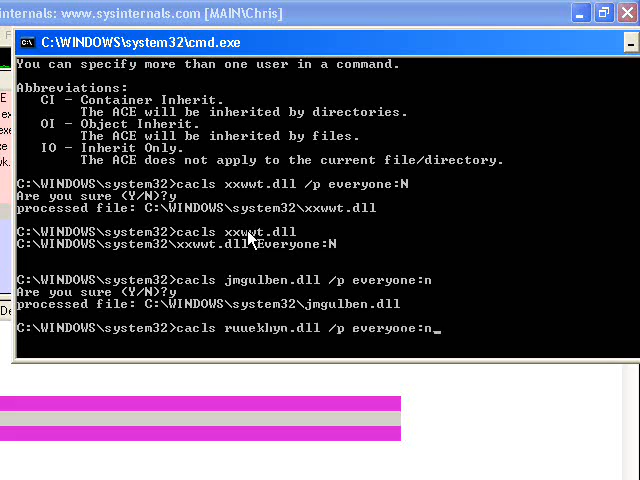 nternals: www.sysinternals.com [MAIN\Chris]
C:\WINDOWS\system32\cmd.exe
You can specify more than one user in a command.
Abbreviations:
CI - Container Inherit.
The ACE will be inherited by directories.
OI - Object Inherit.
The ACE will be inherited by files.
IO - Inherit Only.
The ACE does not apply to the current file/directory.
C:\WINDOWS\system32>cacls xxwwt.dll /p everyone:N
Are you sure (Y/N)?y
processed file: C:\WINDOWS\system32\xxwwt.dll
C:\WINDOWS\system32>cacls xxwwt.dll
C:\WINDOWS\system32\xxwwt.dll Everyone:N
C:\WINDOWS\system32>cacls jmgulben.dll /p everyone:n
Are you sure (Y/N)?y
processed file: C:\WINDOWS\system32\jmgulben.dll
C:\WINDOWS\system32>cacls ruuekhyn.dll /p everyone:n_